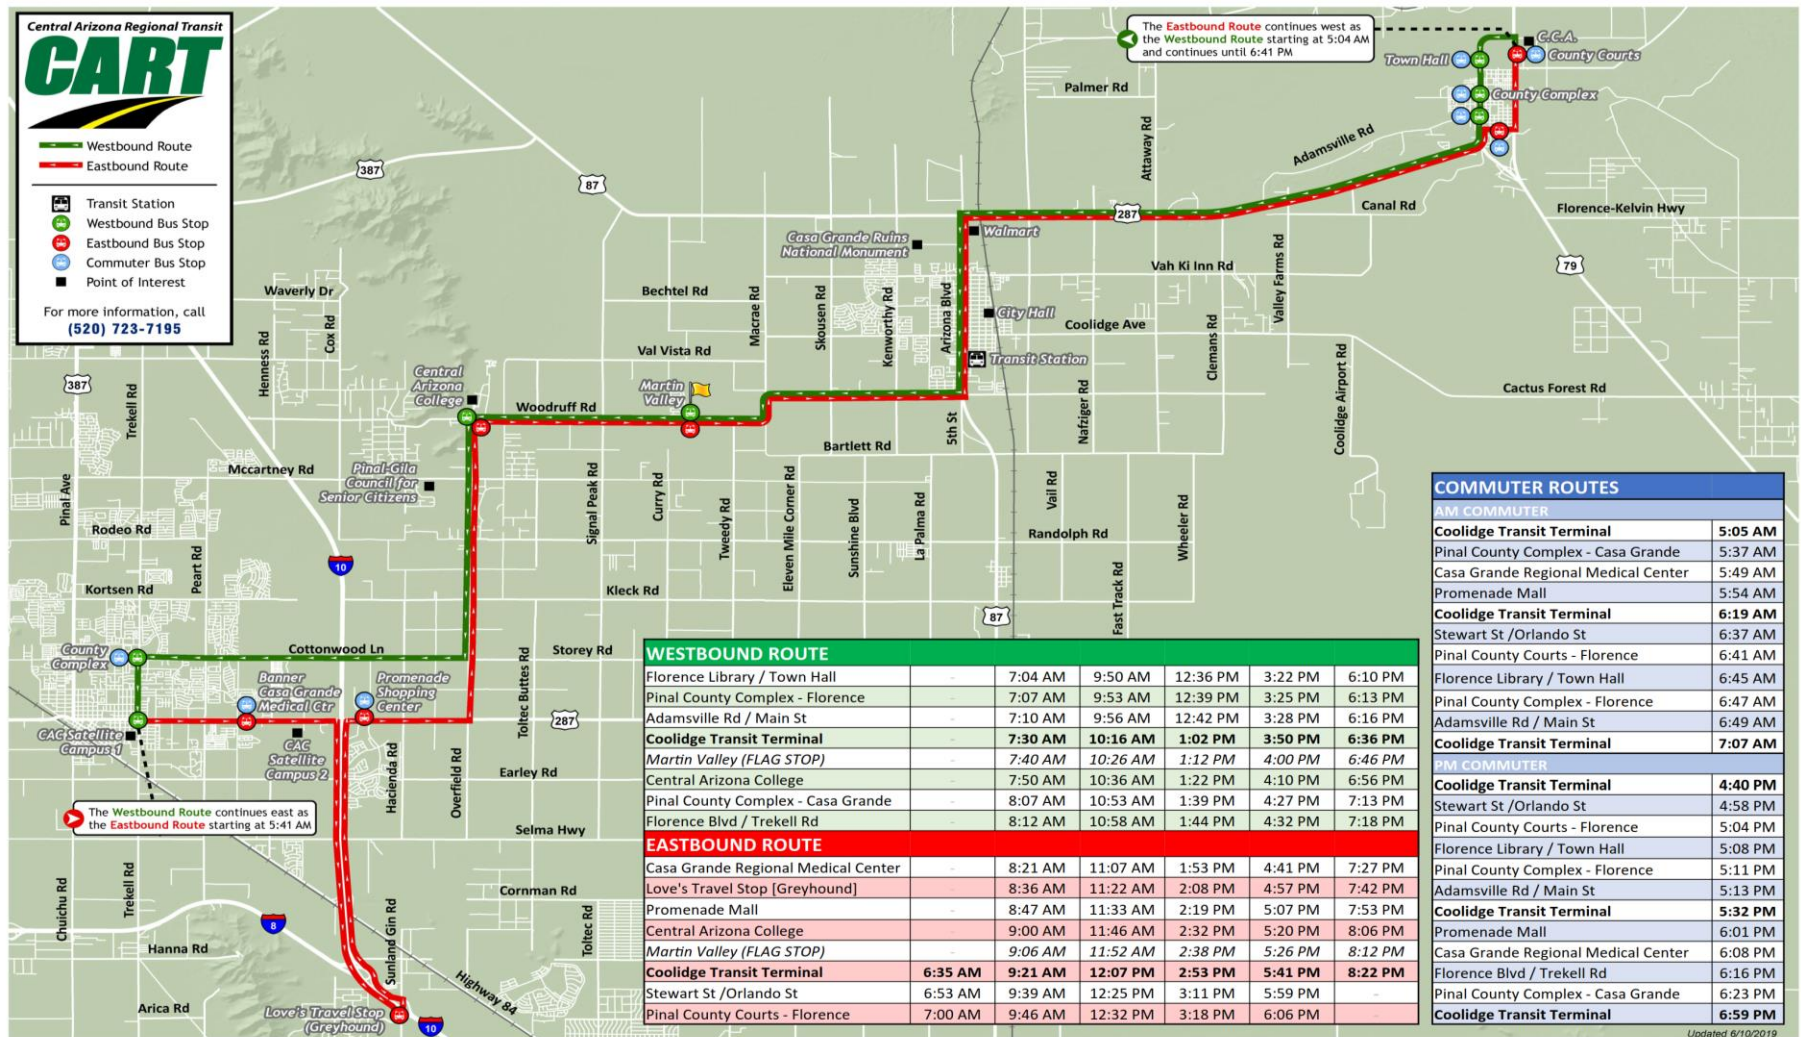 Central Arizona Regional Transit
CART
Westbound Route
Eastbound Route
Transit Station
Westbound Bus Stop
Eastbound Bus Stop
Commuter Bus Stop
Point of Interest
For more information, call
(520) 723-7195
The Eastbound Route continues west as
the Westbound Route starting at 5:04 AM
and continues until 6:41 PM
C.C.A.
County Courts
Town Hall
County Complex
Palmer Rd
Attaway Rd
Adamsville Rd
387
87
287
Canal Rd
Florence-Kelvin Hwy
Casa Grande Ruins
National Monument
Walmart
Vah Ki Inn Rd
Valley Farms Rd
79
Waverly Dr
Bechtel Rd
Macrae Rd
Skousen Rd
Kenworthy Rd
Arizona Blvd
City Hall
Coolidge Ave
Clemans Rd
Henness Rd
Cox Rd
Val Vista Rd
Transit Station
Coolidge Airport Rd
387
Trekell Rd
Central
Arizona
College
Martin
Valley
Woodruff Rd
Cactus Forest Rd
5th St
Nafziger Rd
Bartlett Rd
Pinal Ave
Mccartney Rd
Pinal-Gila
Council for
Senior Citizens
Signal Peak Rd
Curry Rd
Tweedy Rd
Eleven Mile Corner Rd
Sunshine Blvd
La Palma Rd
Vail Rd
Randolph Rd
Wheeler Rd
Rodeo Rd
Peart Rd
10
Kortsen Rd
Kleck Rd
Fast Track Rd
87
County
Complex
Cottonwood Ln
Storey Rd
Banner
Casa Grande
Medical Ctr
Promenade
Shopping
Center
Toltec Buttes Rd
287
CAC Satellite
Campus 1
CAC
Satellite
Campus 2
Hacienda Rd
Overfield Rd
Earley Rd
The Westbound Route continues east as
the Eastbound Route starting at 5:41 AM
Selma Hwy
Chuichu Rd
Trekell Rd
Cornman Rd
8
Sunland Gin Rd
Toltec Rd
Hanna Rd
Highway 84
Arica Rd
Love's Travel Stop
(Greyhound)
10
WESTBOUND ROUTE
Florence Library / Town Hall - 7:04 AM 9:50 AM 12:36 PM 3:22 PM 6:10 PM
Pinal County Complex - Florence - 7:07 AM 9:53 AM 12:39 PM 3:25 PM 6:13 PM
Adamsville Rd / Main St - 7:10 AM 9:56 AM 12:42 PM 3:28 PM 6:16 PM
Coolidge Transit Terminal - 7:30 AM 10:16 AM 1:02 PM 3:50 PM 6:36 PM
Martin Valley (FLAG STOP) - 7:40 AM 10:26 AM 1:12 PM 4:00 PM 6:46 PM
Central Arizona College - 7:50 AM 10:36 AM 1:22 PM 4:10 PM 6:56 PM
Pinal County Complex - Casa Grande - 8:07 AM 10:53 AM 1:39 PM 4:27 PM 7:13 PM
Florence Blvd / Trekell Rd - 8:12 AM 10:58 AM 1:44 PM 4:32 PM 7:18 PM
EASTBOUND ROUTE
Casa Grande Regional Medical Center - 8:21 AM 11:07 AM 1:53 PM 4:41 PM 7:27 PM
Love's Travel Stop [Greyhound] - 8:36 AM 11:22 AM 2:08 PM 4:57 PM 7:42 PM
Promenade Mall - 8:47 AM 11:33 AM 2:19 PM 5:07 PM 7:53 PM
Central Arizona College - 9:00 AM 11:46 AM 2:32 PM 5:20 PM 8:06 PM
Martin Valley (FLAG STOP) - 9:06 AM 11:52 AM 2:38 PM 5:26 PM 8:12 PM
Coolidge Transit Terminal 6:35 AM 9:21 AM 12:07 PM 2:53 PM 5:41 PM 8:22 PM
Stewart St /Orlando St 6:53 AM 9:39 AM 12:25 PM 3:11 PM 5:59 PM -
Pinal County Courts - Florence 7:00 AM 9:46 AM 12:32 PM 3:18 PM 6:06 PM -
COMMUTER ROUTES
AM COMMUTER
Coolidge Transit Terminal 5:05 AM
Pinal County Complex - Casa Grande 5:37 AM
Casa Grande Regional Medical Center 5:49 AM
Promenade Mall 5:54 AM
Coolidge Transit Terminal 6:19 AM
Stewart St /Orlando St 6:37 AM
Pinal County Courts - Florence 6:41 AM
Florence Library / Town Hall 6:45 AM
Pinal County Complex - Florence 6:47 AM
Adamsville Rd / Main St 6:49 AM
Coolidge Transit Terminal 7:07 AM
PM COMMUTER
Coolidge Transit Terminal 4:40 PM
Stewart St /Orlando St 4:58 PM
Pinal County Courts - Florence 5:04 PM
Florence Library / Town Hall 5:08 PM
Pinal County Complex - Florence 5:11 PM
Adamsville Rd / Main St 5:13 PM
Coolidge Transit Terminal 5:32 PM
Promenade Mall 6:01 PM
Casa Grande Regional Medical Center 6:08 PM
Florence Blvd / Trekell Rd 6:16 PM
Pinal County Complex - Casa Grande 6:23 PM
Coolidge Transit Terminal 6:59 PM
Updated 6/10/2019